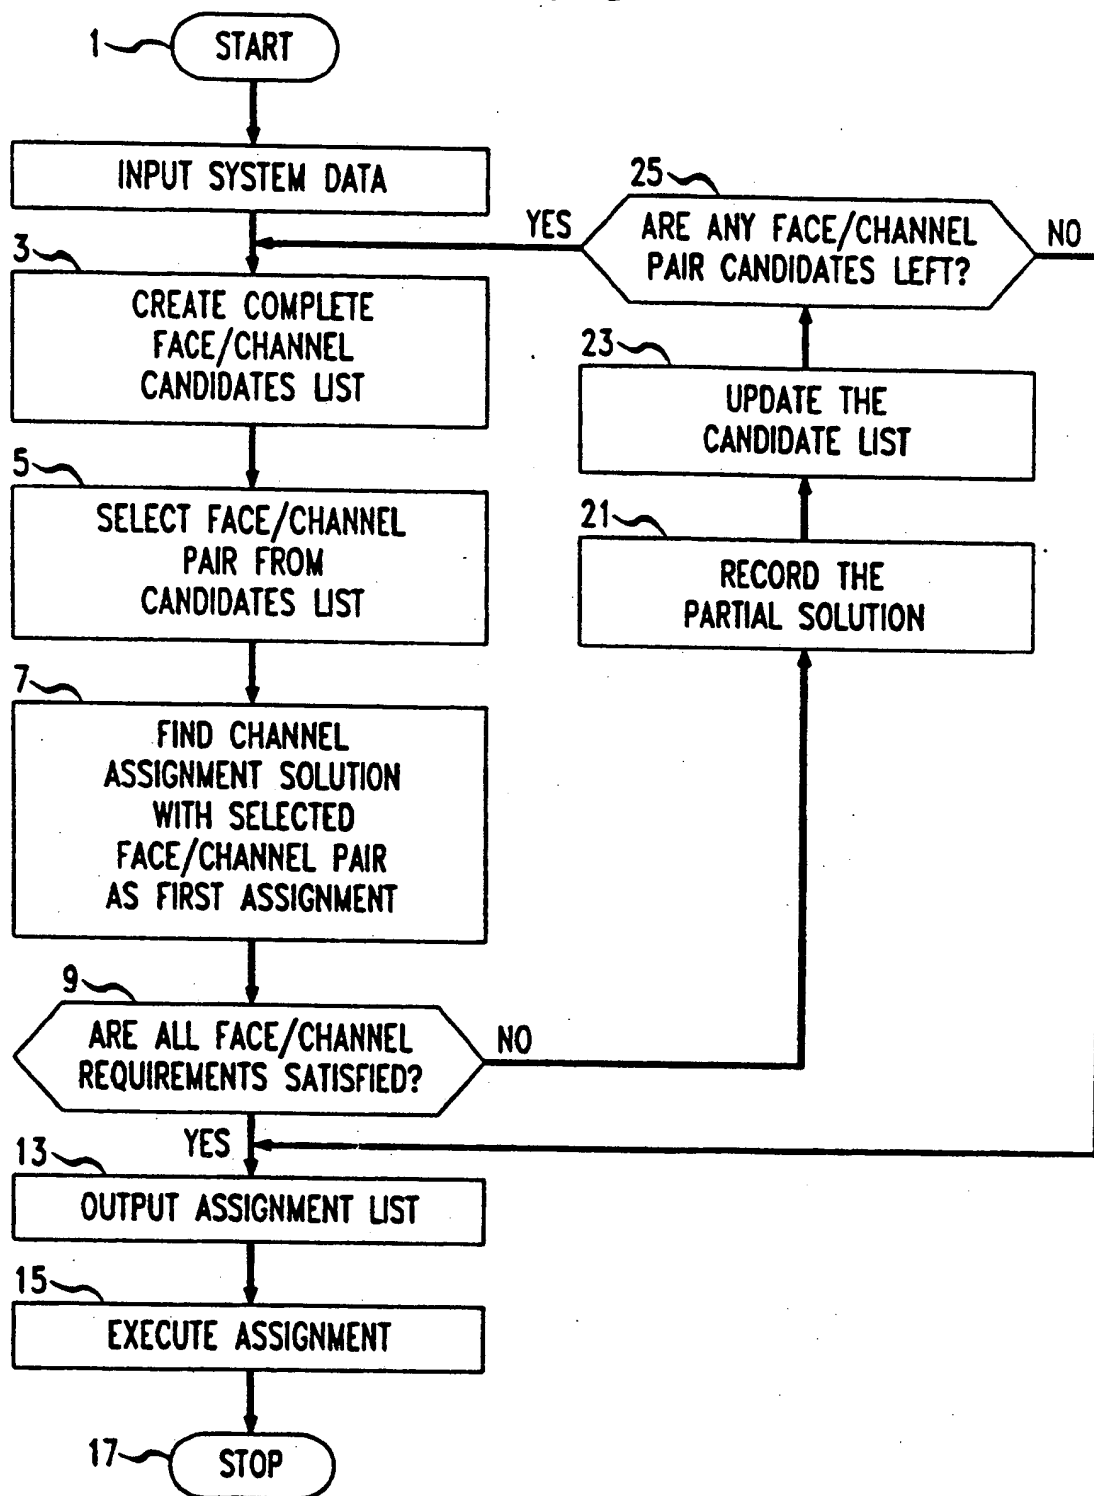 1
START
INPUT SYSTEM DATA
3
CREATE COMPLETE
FACE/CHANNEL
CANDIDATES LIST
5
SELECT FACE/CHANNEL
PAIR FROM
CANDIDATES LIST
7
FIND CHANNEL
ASSIGNMENT SOLUTION
WITH SELECTED
FACE/CHANNEL PAIR
AS FIRST ASSIGNMENT
9
ARE ALL FACE/CHANNEL
REQUIREMENTS SATISFIED?
NO
YES
13
OUTPUT ASSIGNMENT LIST
15
EXECUTE ASSIGNMENT
17
STOP
21
RECORD THE
PARTIAL SOLUTION
23
UPDATE THE
CANDIDATE LIST
25
ARE ANY FACE/CHANNEL
PAIR CANDIDATES LEFT?
YES
NO